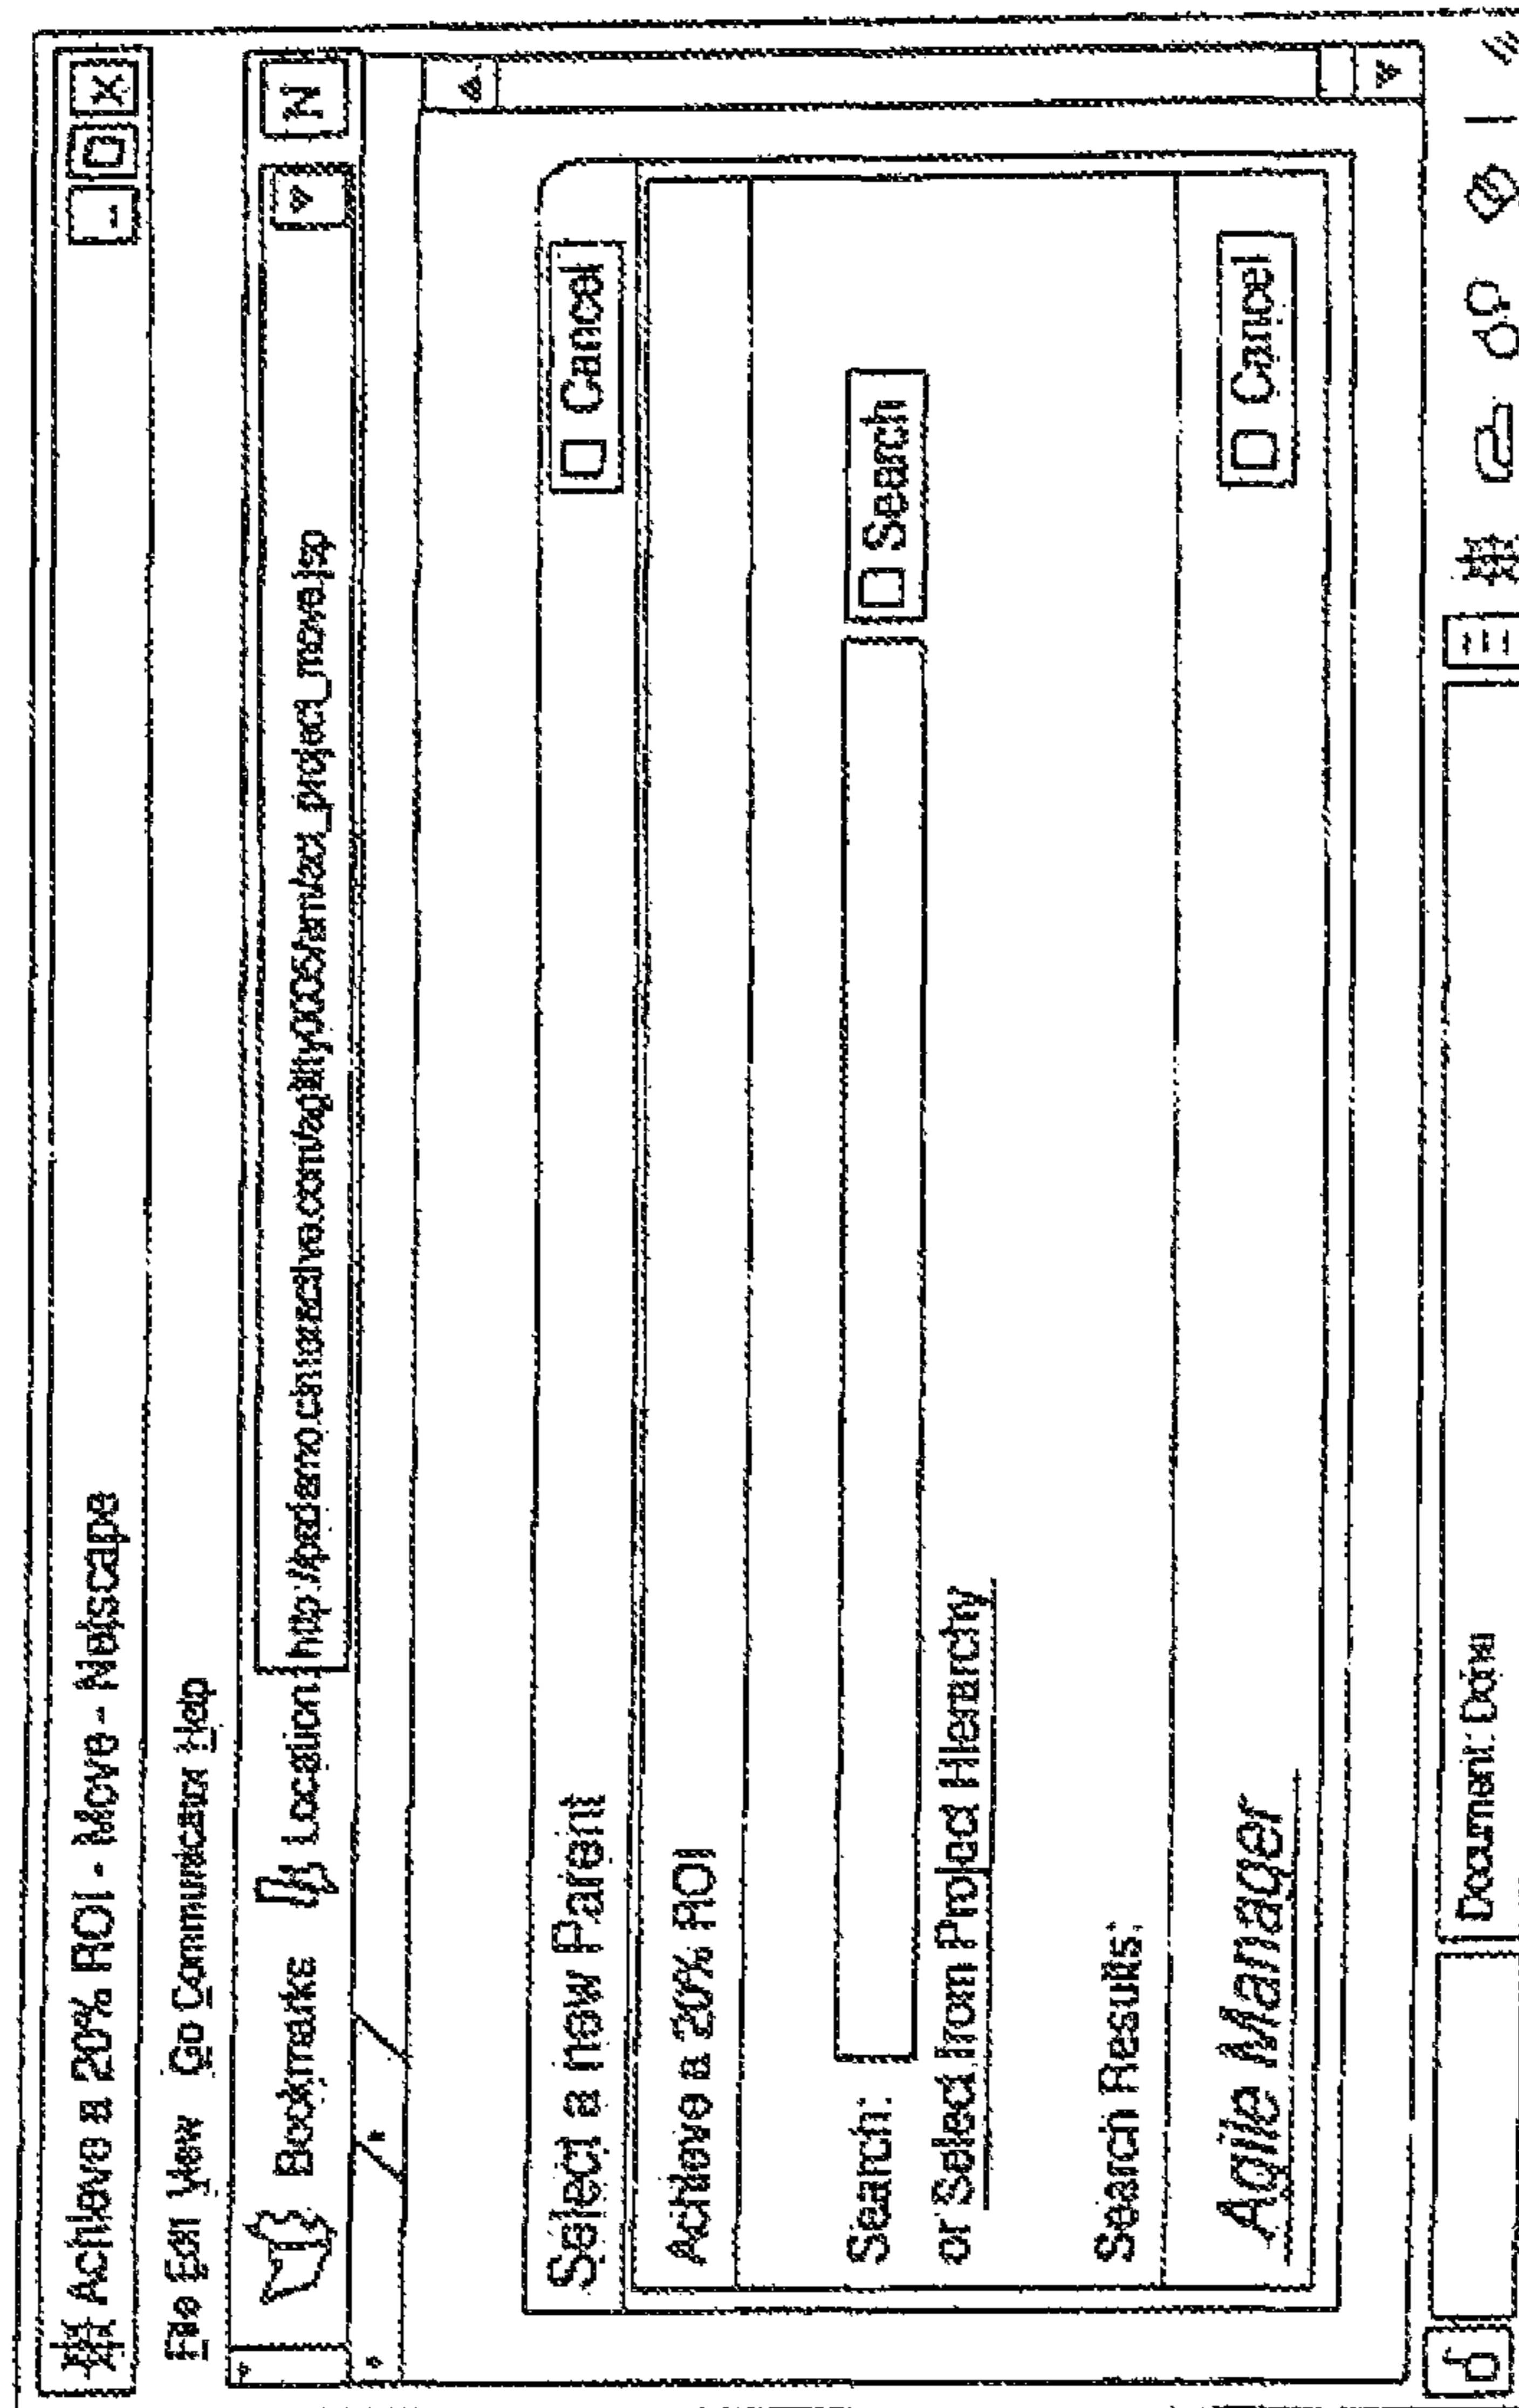 Achieve a 20% ROI - Move - Netscape
File Edit View Go Communicator Help
Bookmarks Location: N
Select a new Parent
Cancel
Achieve a 20% ROI
Search: Search
or Select from Project Hierarchy
Search Results:
Agile Manager Cancel
Document: Done